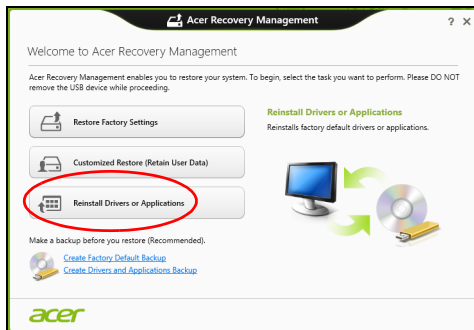 Acer Recovery Management
? X
Welcome to Acer Recovery Management
Acer Recovery Management enables you to restore your system. To begin, select the task you want to perform. Please DO NOT
remove the USB device while proceeding.
Restore Factory Settings
Customized Restore (Retain User Data)
Reinstall Drivers or Applications
Reinstall Drivers or Applications
Reinstalls factory default drivers or applications.
Make a backup before you restore (Recommended).
Create Factory Default Backup
Create Drivers and Applications Backup
acer